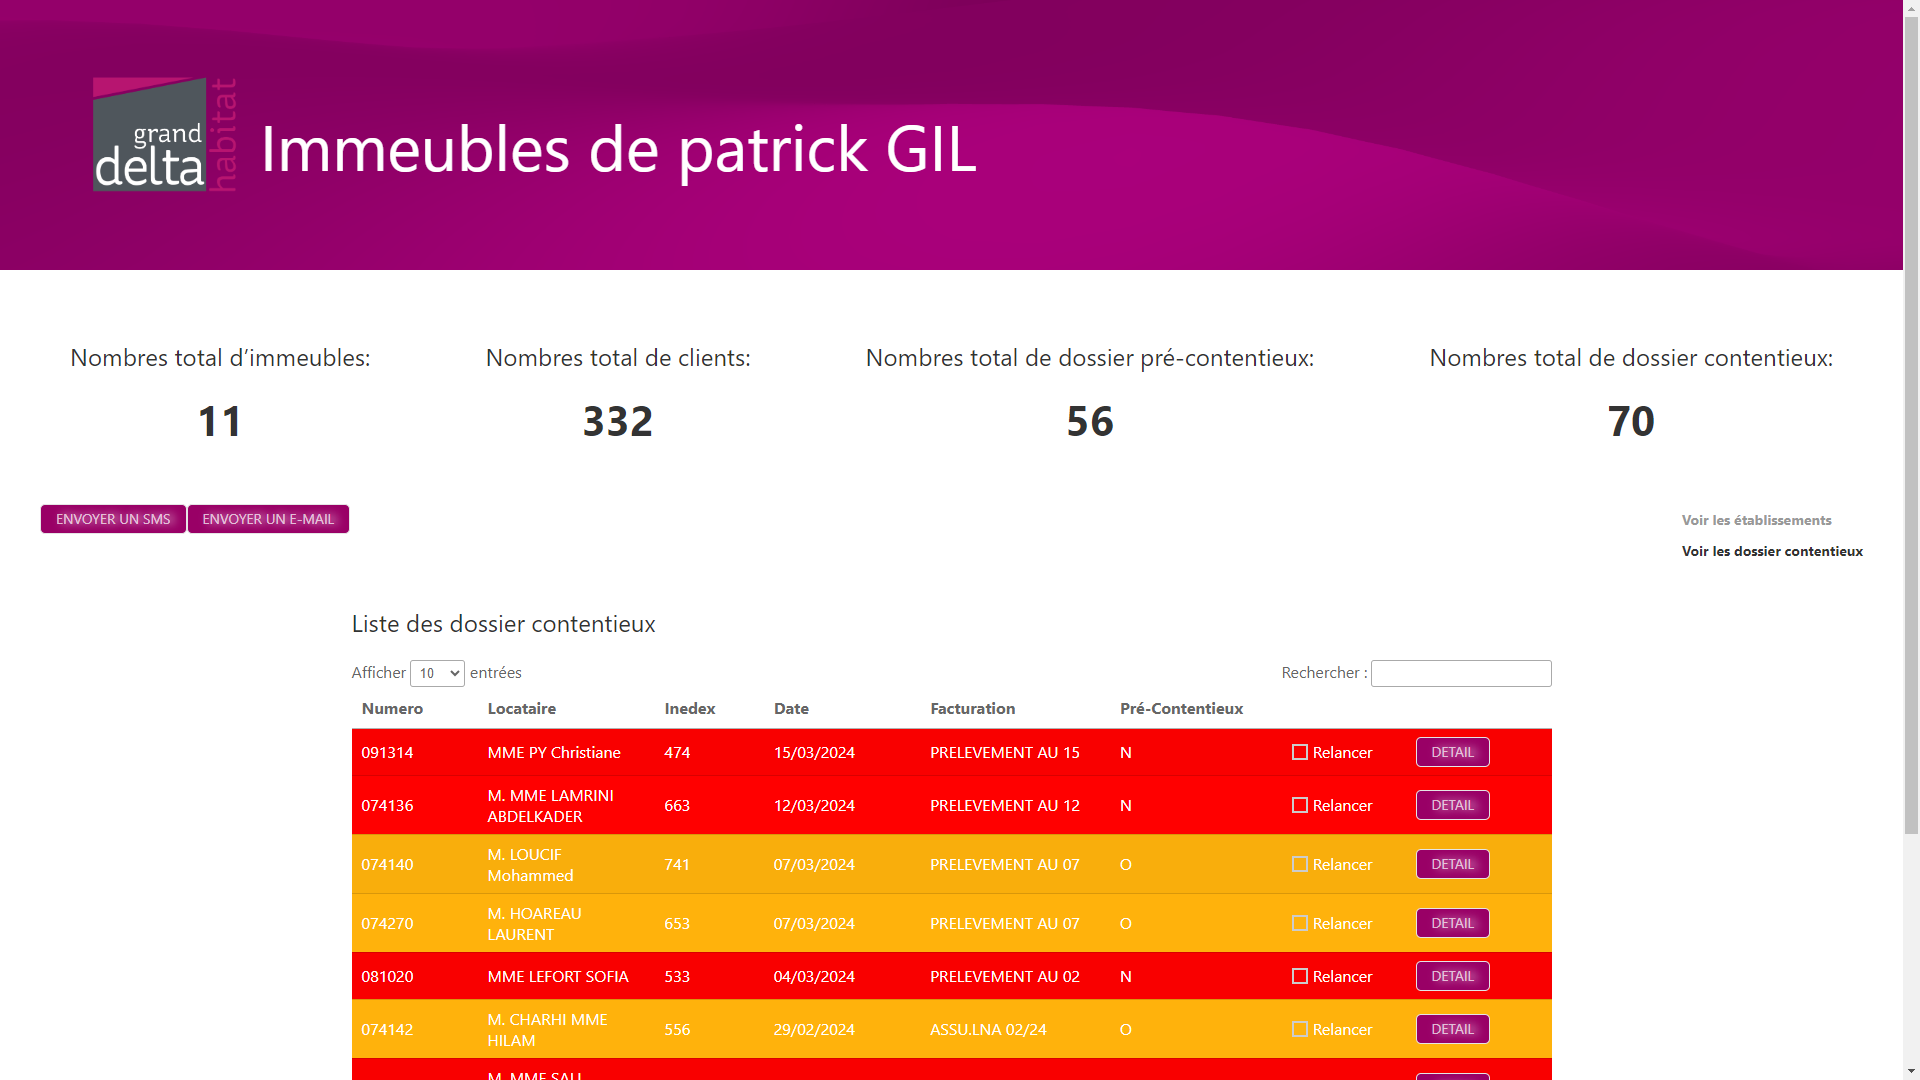 grand
delta
habitat
Immeubles de patrick GIL
Nombres total d’immeubles:
11
Nombres total de clients:
332
Nombres total de dossier pré-contentieux:
56
Nombres total de dossier contentieux:
70
ENVOYER UN SMS
ENVOYER UN E-MAIL
Voir les établissements
Voir les dossier contentieux
Liste des dossier contentieux
Afficher 10 entrées
Rechercher :
Numero Locataire Inedex Date Facturation Pré-Contentieux
091314 MME PY Christiane 474 15/03/2024 PRELEVEMENT AU 15 N Relancer DETAIL
074136 M. MME LAMRINI ABDELKADER 663 12/03/2024 PRELEVEMENT AU 12 N Relancer DETAIL
074140 M. LOUCIF Mohammed 741 07/03/2024 PRELEVEMENT AU 07 O Relancer DETAIL
074270 M. HOAREAU LAURENT 653 07/03/2024 PRELEVEMENT AU 07 O Relancer DETAIL
081020 MME LEFORT SOFIA 533 04/03/2024 PRELEVEMENT AU 02 N Relancer DETAIL
074142 M. CHARHI MME HILAM 556 29/02/2024 ASSU.LNA 02/24 O Relancer DETAIL
M. MME SAU